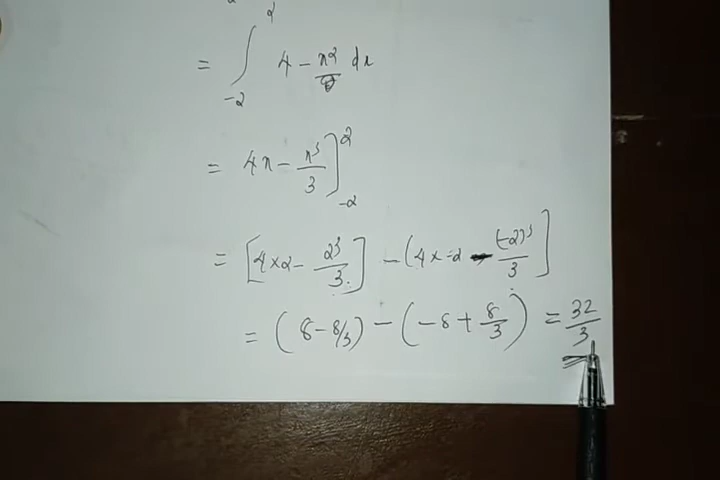 = ∫_{-2}^{2} 4 - x² dx
= 4x - x³/3 ]_{-2}^{2}
= [4×2 - 2³/3] - (4×-2 - (-2)³/3]
= (8 - 8/3) - (-8 + 8/3) = 32/3